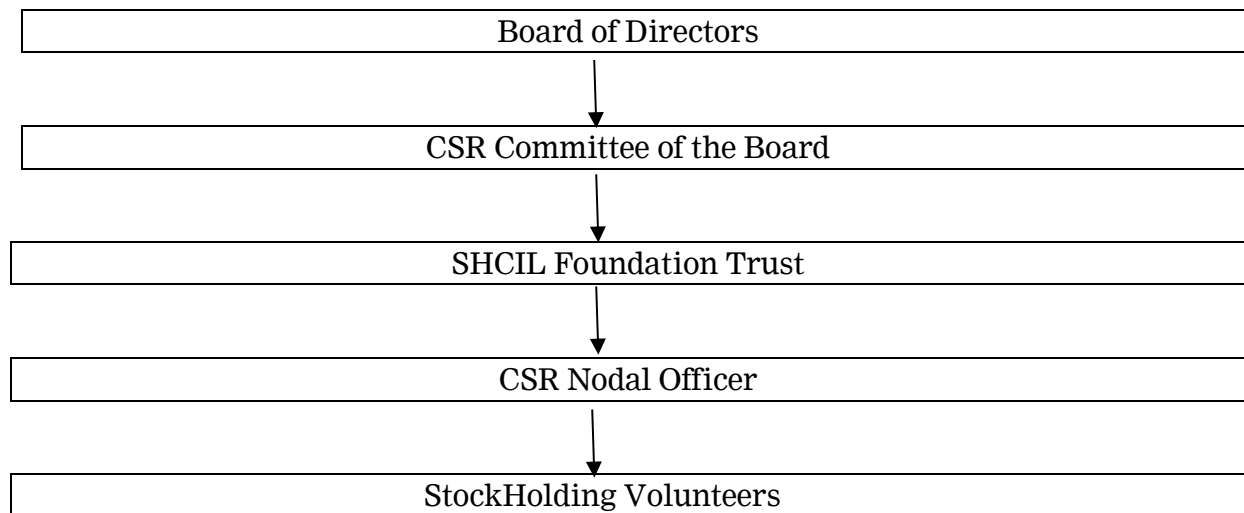 Board of Directors
CSR Committee of the Board
SHCIL Foundation Trust
CSR Nodal Officer
StockHolding Volunteers